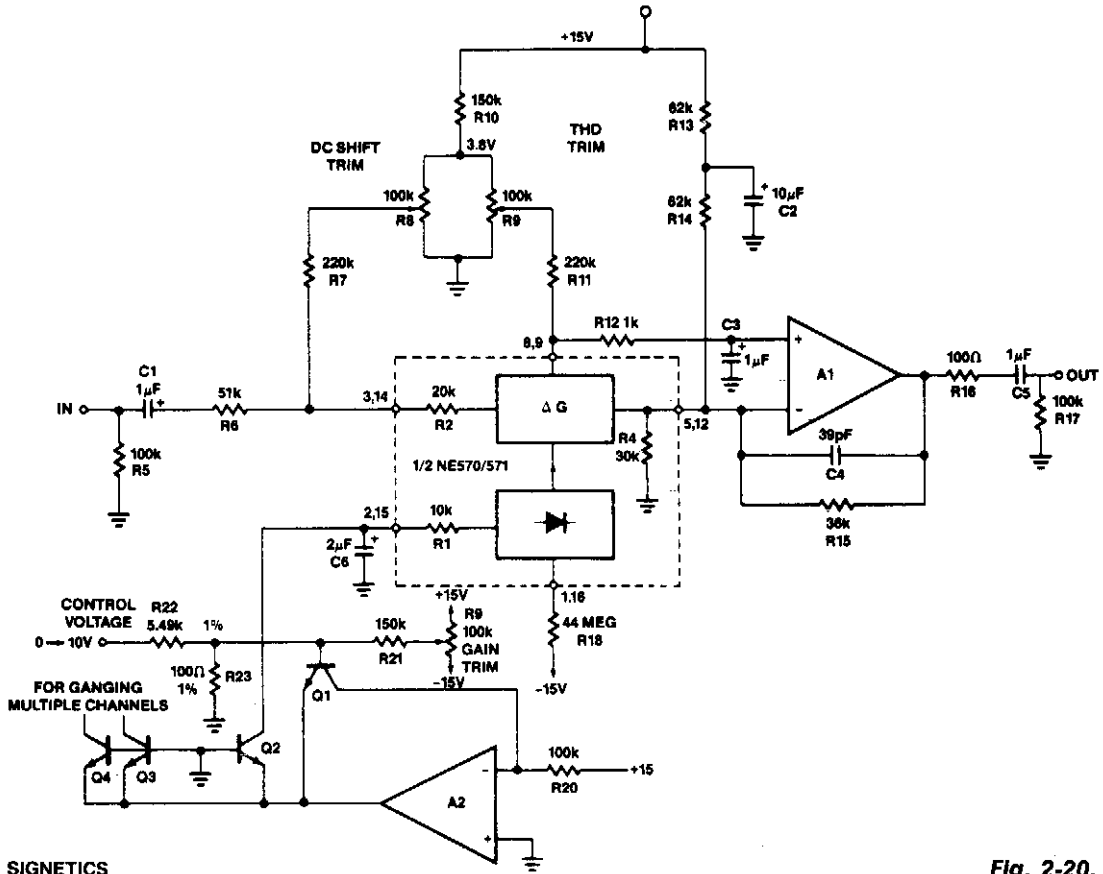 +15V
150k
R10
3.8V
DC SHIFT
TRIM
THD
TRIM
62k
R13
100k
R8
100k
R9
62k
R14
+
10μF
C2
220k
R7
220k
R11
R12 1k
C3
+
1μF
8,9
+
A1
−
100Ω
R16
1μF
C5
OUT
100k
R17
IN
C1
1μF
+
51k
R6
100k
R5
3,14
20k
R2
Δ G
R4
30k
5,12
39pF
C4
36k
R15
1/2 NE570/571
2,15
2μF
C6
+
10k
R1
1,16
CONTROL
VOLTAGE
0 → 10V
R22
5.49k
1%
100Ω
1%
R23
150k
R21
+15V
R9
100k
GAIN
TRIM
−15V
44 MEG
R18
−15V
FOR GANGING
MULTIPLE CHANNELS
Q1
Q4
Q3
Q2
A2
−
+
100k
R20
+15
SIGNETICS
Fig. 2-20.